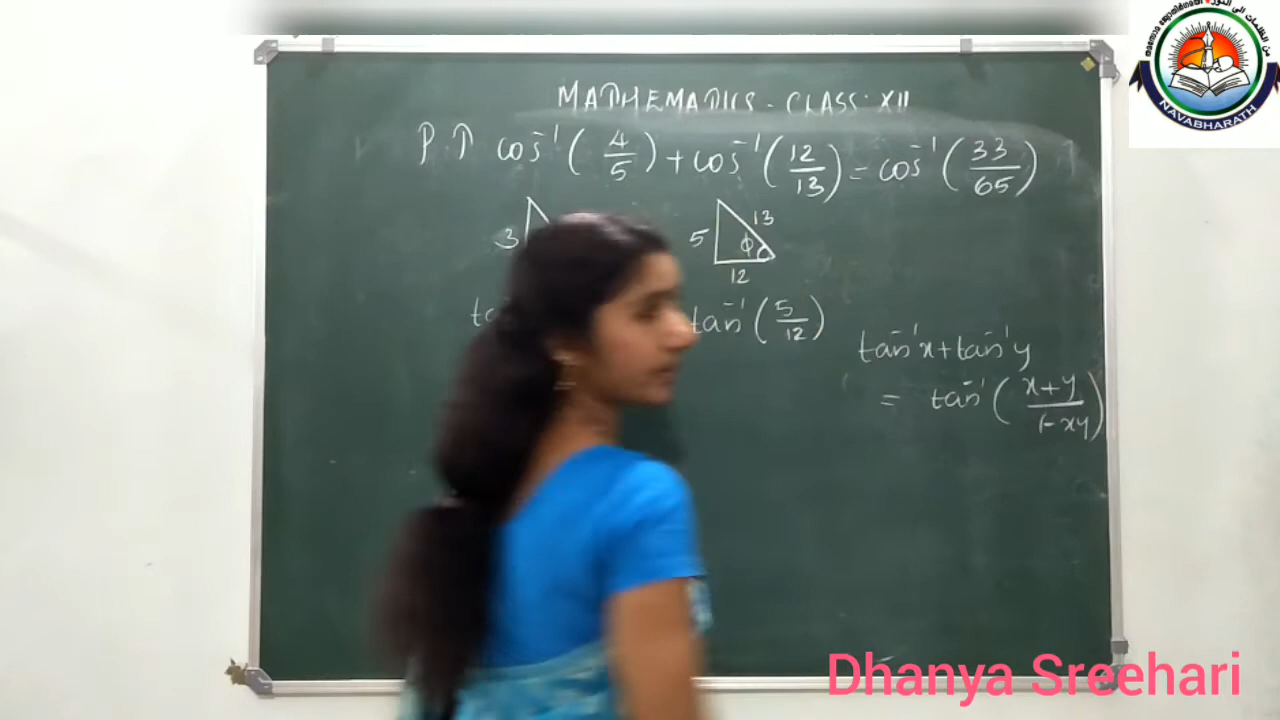 MATHEMATICS - CLASS XII
P.T cos⁻¹(4/5) + cos⁻¹(12/13) = cos⁻¹(33/65)
3
5 13 ϕ
12
tan⁻¹(5/12)
tan⁻¹x + tan⁻¹y
= tan⁻¹(x+y/1-xy)
NAVABHARATH
Dhanya Sreehari